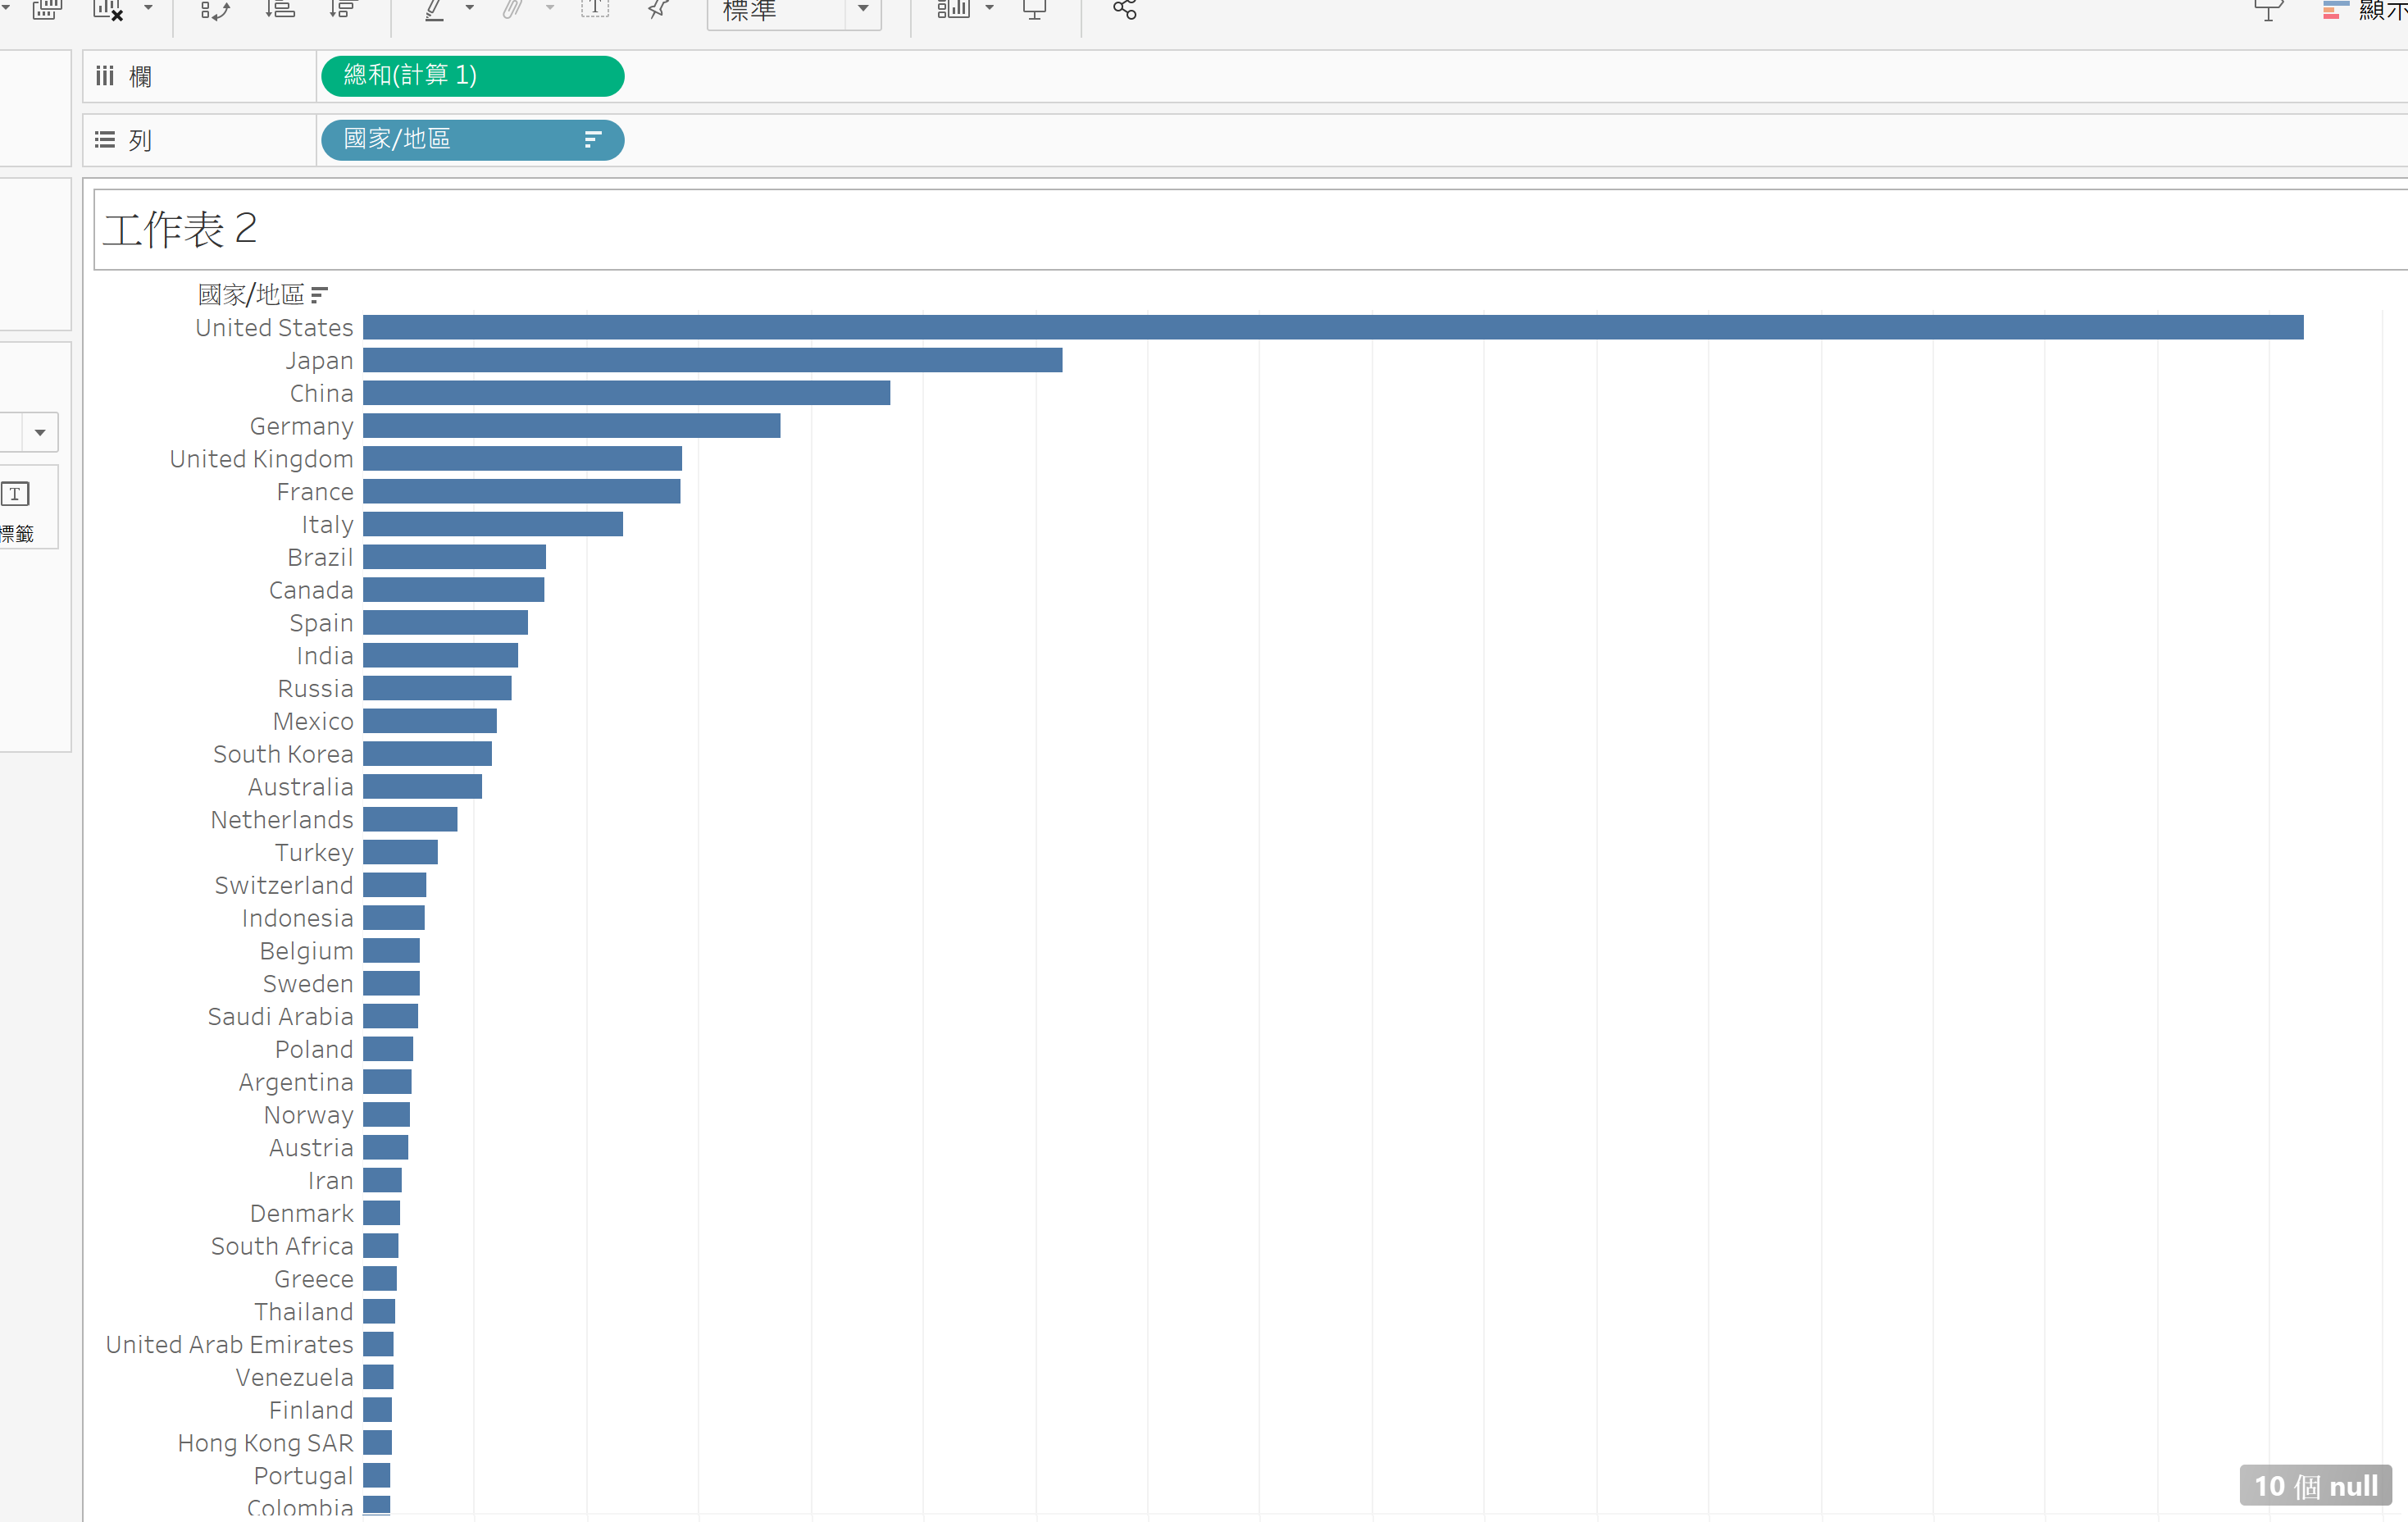 標準
顯示
欄
總和(計算 1)
列
國家/地區
工作表 2
國家/地區
United States
Japan
China
Germany
United Kingdom
France
Italy
Brazil
Canada
Spain
India
Russia
Mexico
South Korea
Australia
Netherlands
Turkey
Switzerland
Indonesia
Belgium
Sweden
Saudi Arabia
Poland
Argentina
Norway
Austria
Iran
Denmark
South Africa
Greece
Thailand
United Arab Emirates
Venezuela
Finland
Hong Kong SAR
Portugal
Colombia
標籤
10 個 null